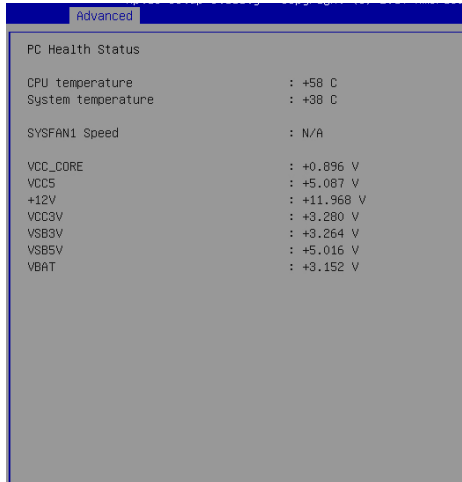 Advanced
PC Health Status
CPU temperature : +58 C
System temperature : +38 C
SYSFAN1 Speed : N/A
VCC_CORE : +0.896 V
VCC5 : +5.087 V
+12V : +11.968 V
VCC3V : +3.280 V
VSB3V : +3.264 V
VSB5V : +5.016 V
VBAT : +3.152 V